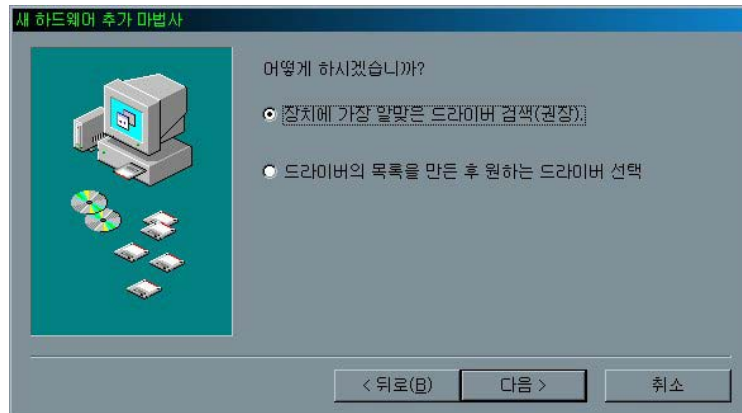 새 하드웨어 추가 마법사
어떻게 하시겠습니까?
장치에 가장 알맞은 드라이버 검색(권장).
드라이버의 목록을 만든 후 원하는 드라이버 선택
< 뒤로(B)
다음 >
취소